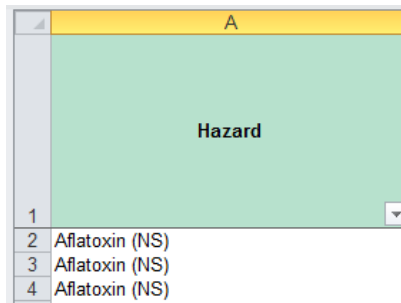 A
Hazard
1
2 Aflatoxin (NS)
3 Aflatoxin (NS)
4 Aflatoxin (NS)